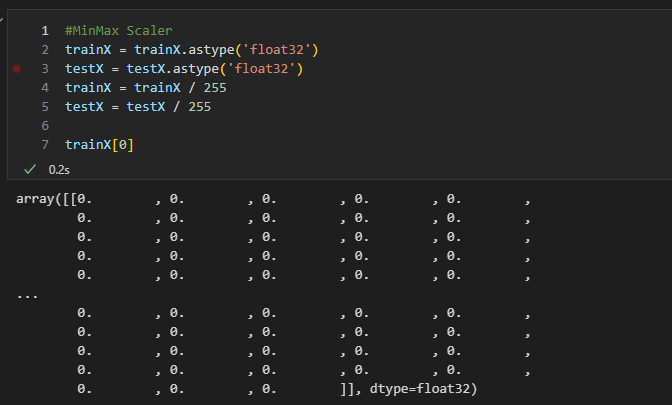 1 #MinMax Scaler
2 trainX = trainX.astype('float32')
3 testX = testX.astype('float32')
4 trainX = trainX / 255
5 testX = testX / 255
6
7 trainX[0]
0.2s
array([[0.        , 0.        , 0.        , 0.        , 0.        ,
        0.        , 0.        , 0.        , 0.        , 0.        ,
        0.        , 0.        , 0.        , 0.        , 0.        ,
        0.        , 0.        , 0.        , 0.        , 0.        ,
        0.        , 0.        , 0.        , 0.        , 0.        ,
...
        0.        , 0.        , 0.        , 0.        , 0.        ,
        0.        , 0.        , 0.        , 0.        , 0.        ,
        0.        , 0.        , 0.        , 0.        , 0.        ,
        0.        , 0.        , 0.        , 0.        , 0.        ,
        0.        , 0.        , 0.        ]], dtype=float32)